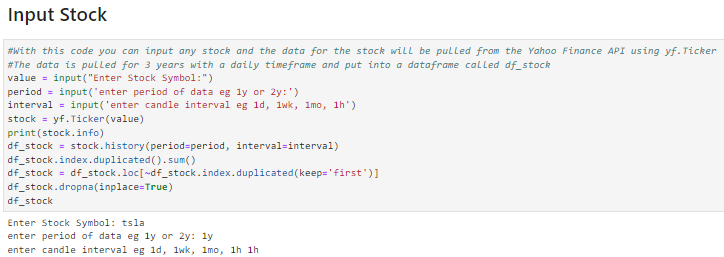 Input Stock
#With this code you can input any stock and the data for the stock will be pulled from the Yahoo Finance API using yf.Ticker
#The data is pulled for 3 years with a daily timeframe and put into a dataframe called df_stock
value = input("Enter Stock Symbol:")
period = input('enter period of data eg 1y or 2y:')
interval = input('enter candle interval eg 1d, 1wk, 1mo, 1h')
stock = yf.Ticker(value)
print(stock.info)
df_stock = stock.history(period=period, interval=interval)
df_stock.index.duplicated().sum()
df_stock = df_stock.loc[~df_stock.index.duplicated(keep='first')]
df_stock.dropna(inplace=True)
df_stock
Enter Stock Symbol: tsla
enter period of data eg 1y or 2y: 1y
enter candle interval eg 1d, 1wk, 1mo, 1h 1h